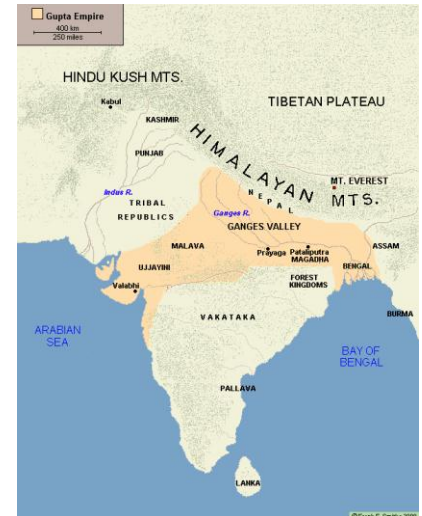 Gupta Empire
400 km
250 miles
HINDU KUSH MTS.
Kabul
TIBETAN PLATEAU
KASHMIR
HIMALAYAN
PUNJAB
MT. EVEREST
MTS.
Indus R.
NEPAL
TRIBAL
REPUBLICS
Ganges R.
GANGES VALLEY
MALAVA
ASSAM
Prayaga
Pataliputra
MAGADHA
UJJAYINI
BENGAL
FOREST
KINGDOMS
Valabhi
VAKATAKA
BURMA
ARABIAN
SEA
BAY OF
BENGAL
PALLAVA
LANKA